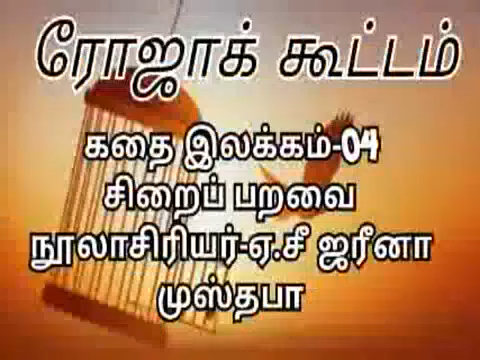 ரோஜாக் கூட்டம்
கதை இலக்கம்-04
சிறைப் பறவை
நூலாசிரியர்-ஏ.சீ ஜரீனா
முஸ்தபா